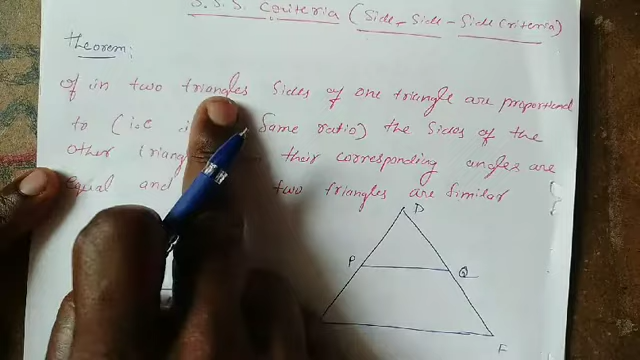 S.S.S. Criteria (Side - Side - Side Criteria)
Theorem:
If in two triangles sides of one triangle are proportional
to (i.e same ratio) the sides of the
other their corresponding angles are
equal and two triangles are similar
D
P Q
F